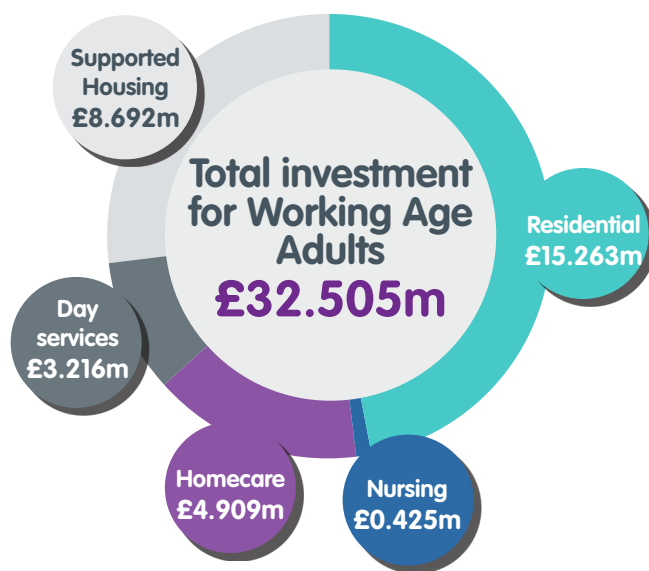 Supported
Housing
£8.692m
Total investment
for Working Age
Adults
£32.505m
Residential
£15.263m
Day
services
£3.216m
Homecare
£4.909m
Nursing
£0.425m